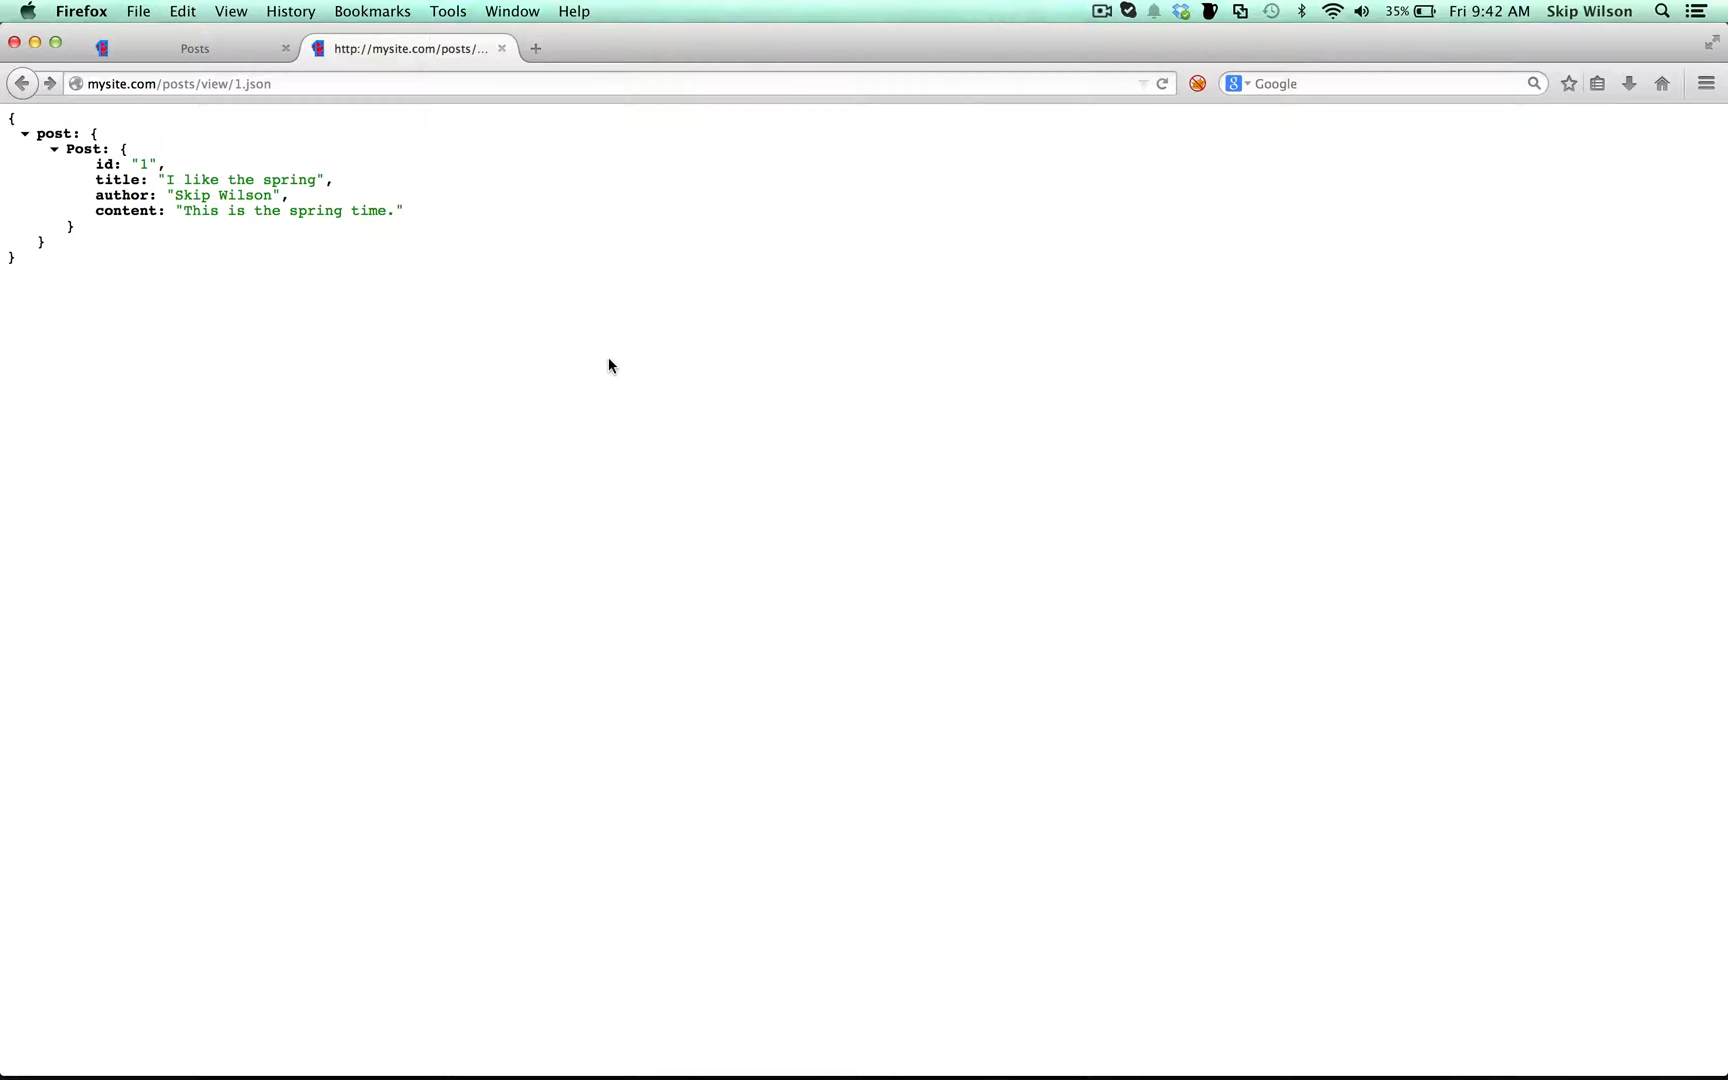 Firefox File Edit View History Bookmarks Tools Window Help 35% Fri 9:42 AM Skip Wilson
Posts http://mysite.com/posts/...
mysite.com/posts/view/1.json Google
{
post: {
Post: {
id: "1",
title: "I like the spring",
author: "Skip Wilson",
content: "This is the spring time."
}
}
}